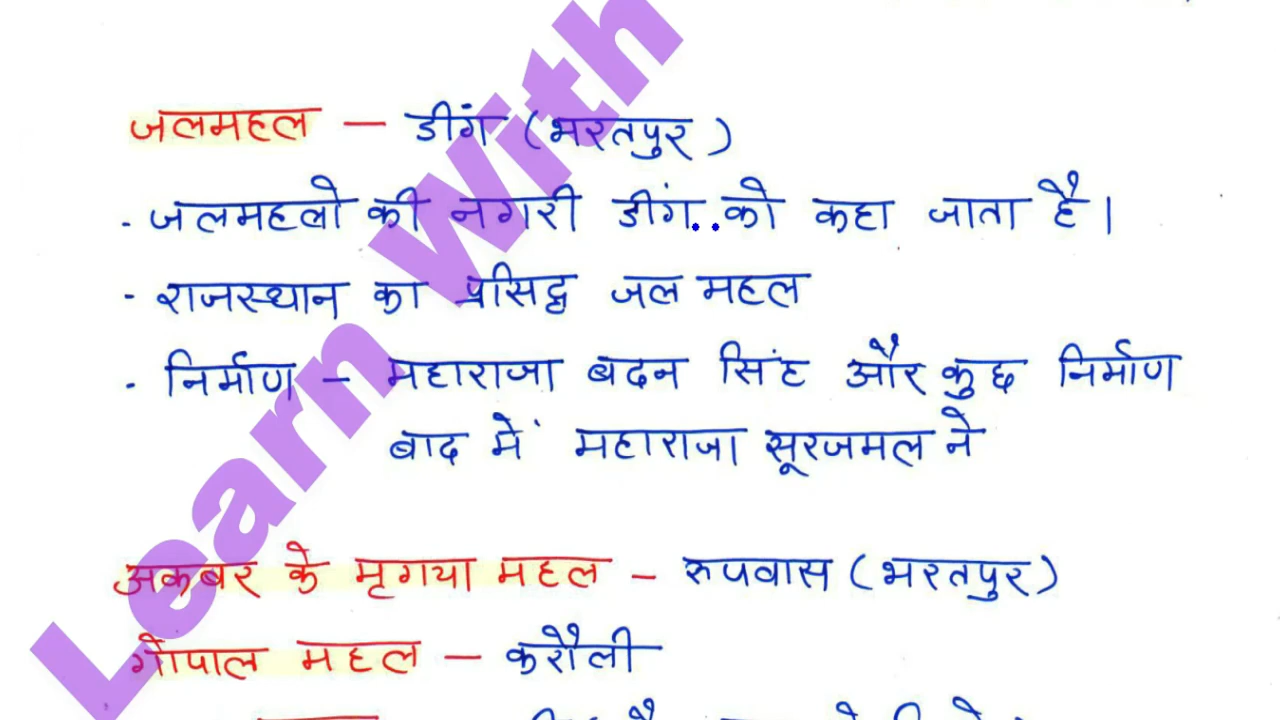 जलमहल — डींग (भरतपुर)
- जलमहलो की नगरी डींग..को कहा जाता है।
- राजस्थान का प्रसिद्ध जल महल
- निर्माण - महाराजा बदन सिंह और कुछ निर्माण
बाद में महाराजा सूरजमल ने
अकबर के मृगया महल - रुपवास (भरतपुर)
गोपाल महल - करौली
Learn With